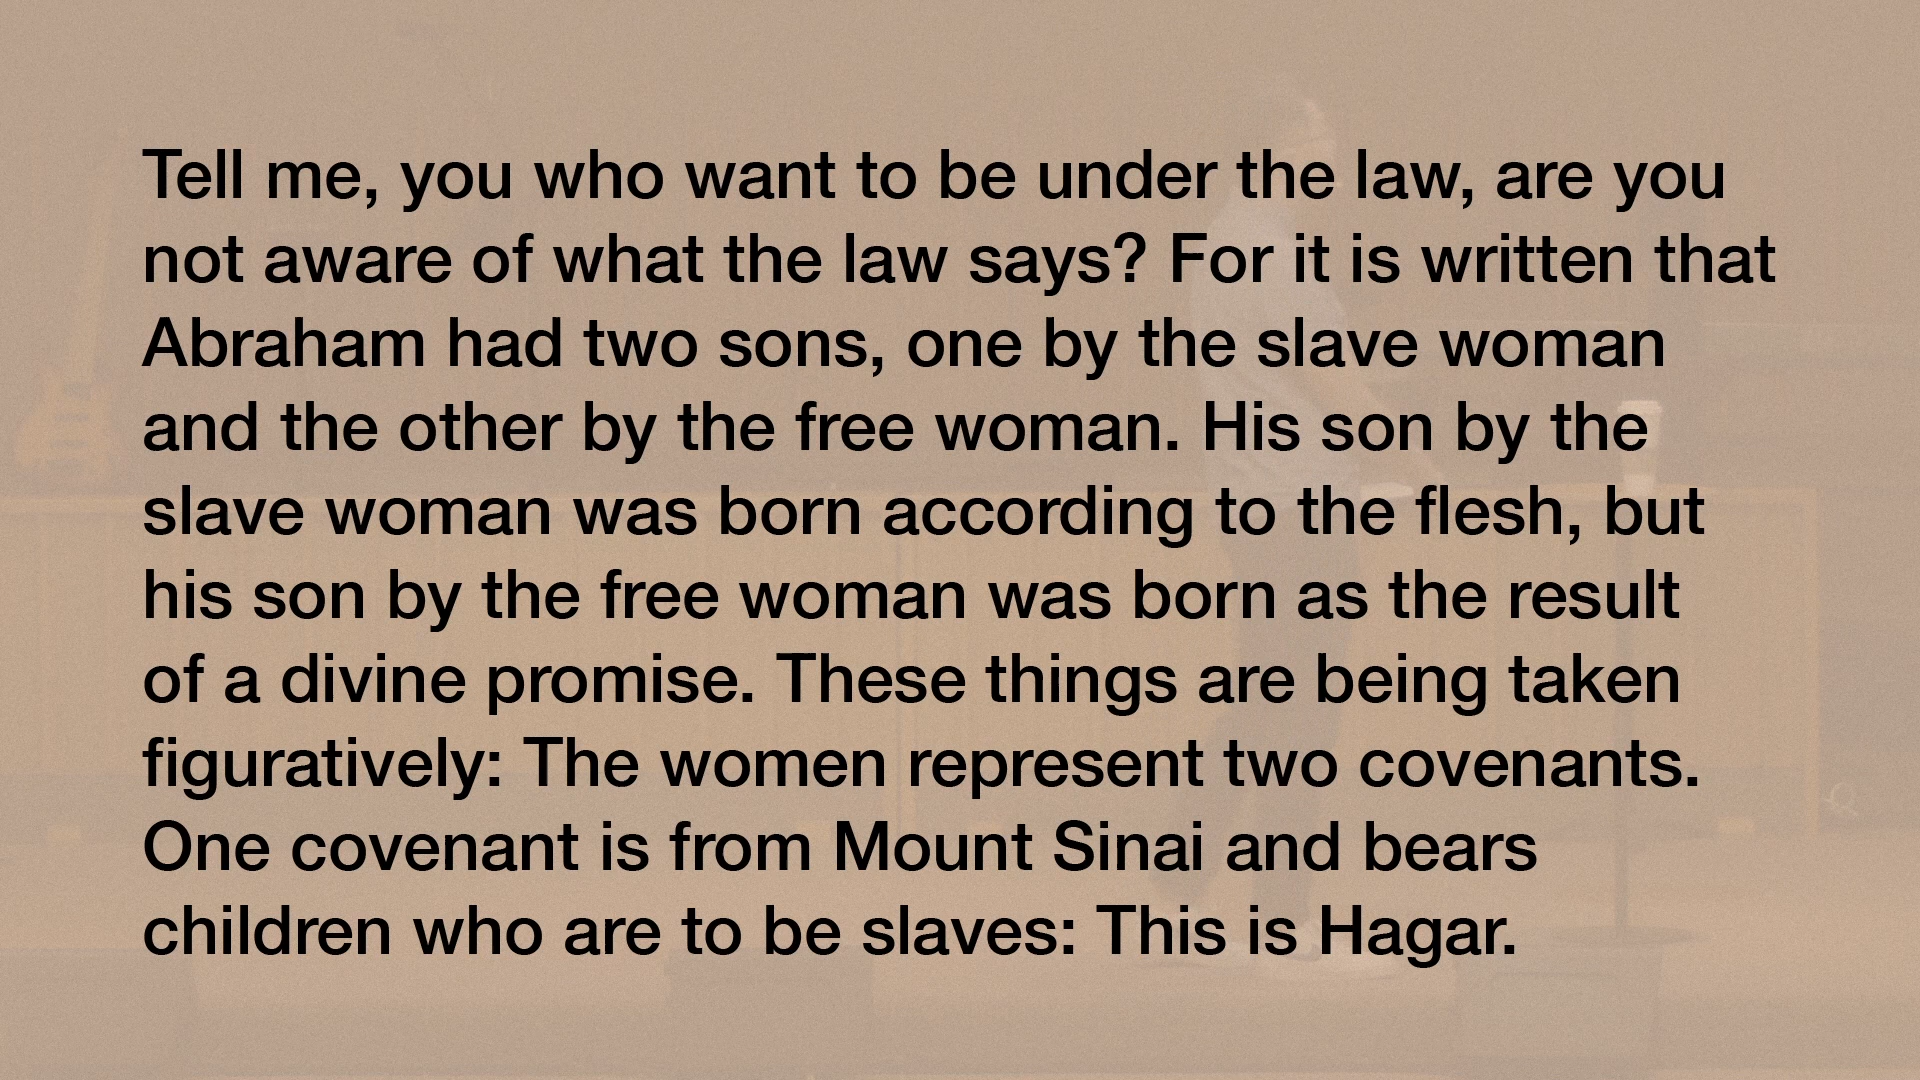 Tell me, you who want to be under the law, are you
not aware of what the law says? For it is written that
Abraham had two sons, one by the slave woman
and the other by the free woman. His son by the
slave woman was born according to the flesh, but
his son by the free woman was born as the result
of a divine promise. These things are being taken
figuratively: The women represent two covenants.
One covenant is from Mount Sinai and bears
children who are to be slaves: This is Hagar.